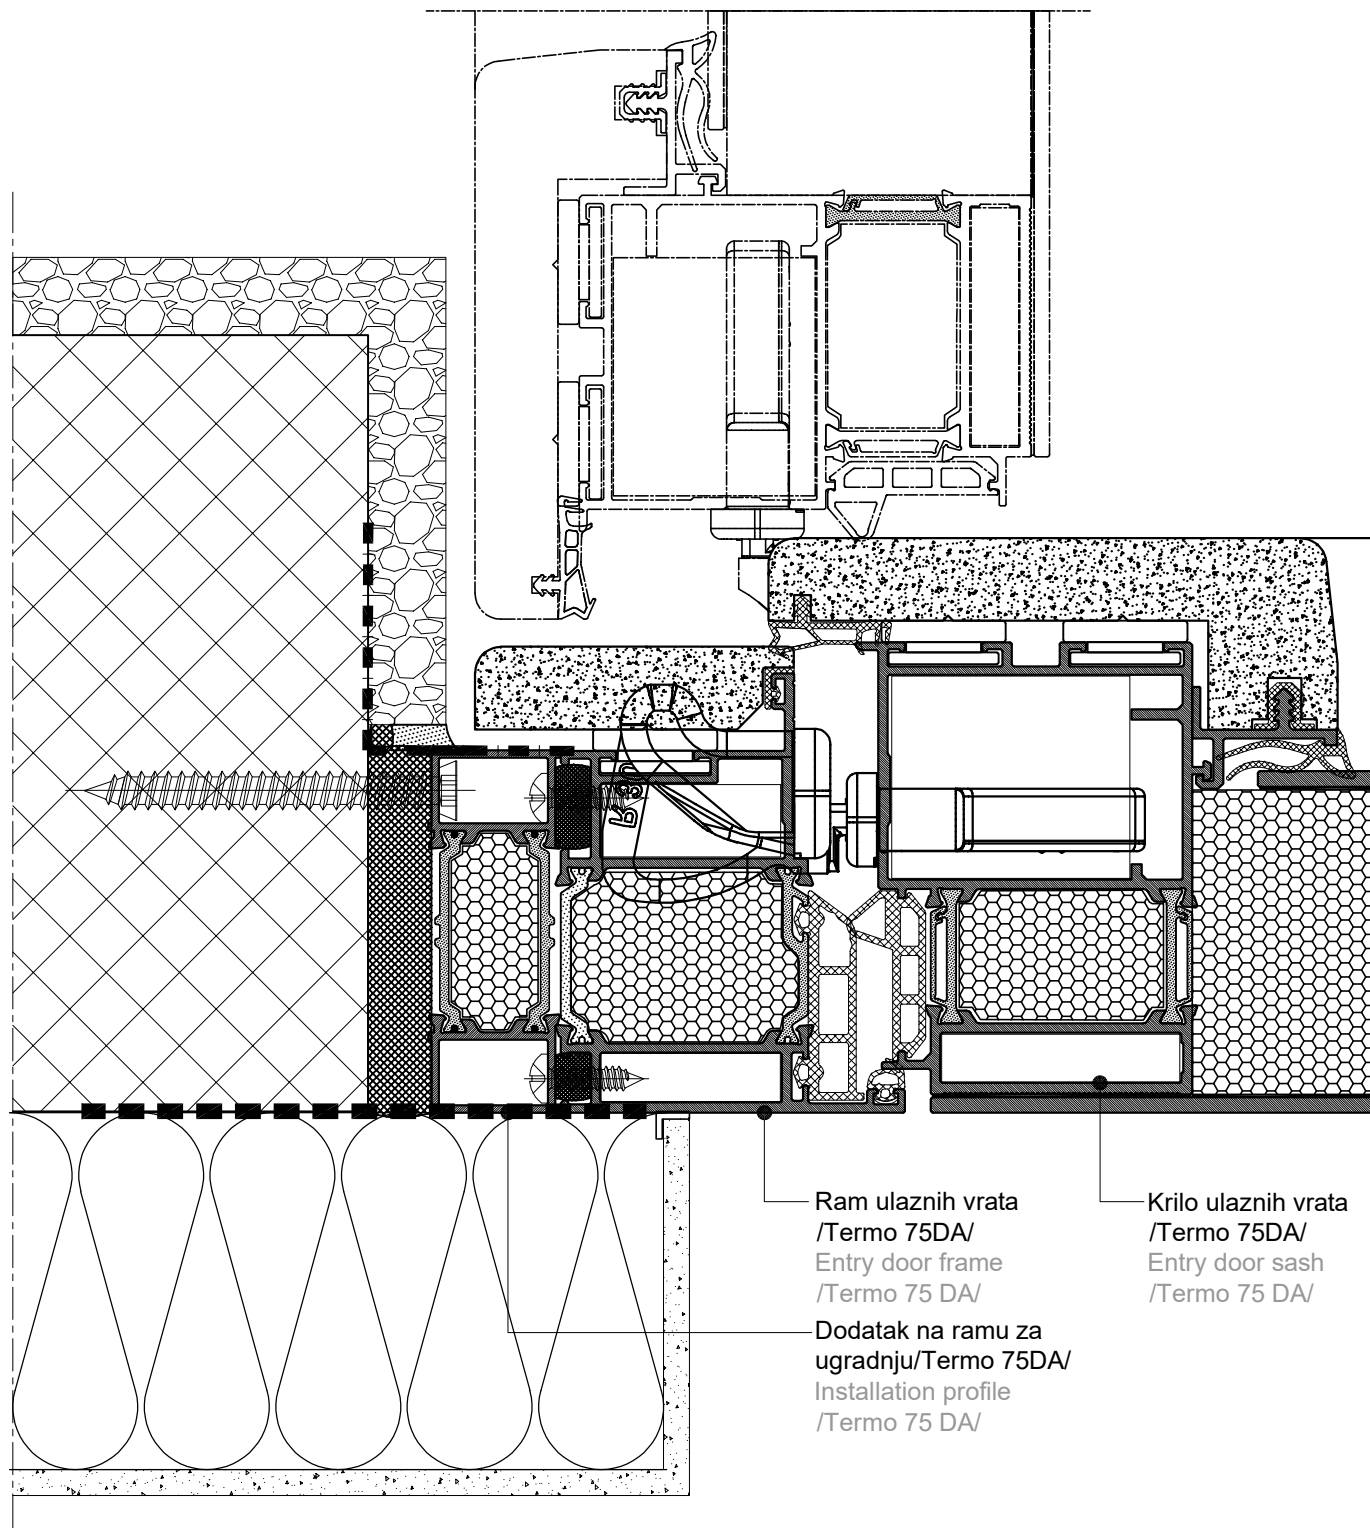 Ram ulaznih vrata
/Termo 75DA/
Entry door frame
/Termo 75 DA/
Krilo ulaznih vrata
/Termo 75DA/
Entry door sash
/Termo 75 DA/
Dodatak na ramu za
ugradnju/Termo 75DA/
Installation profile
/Termo 75 DA/